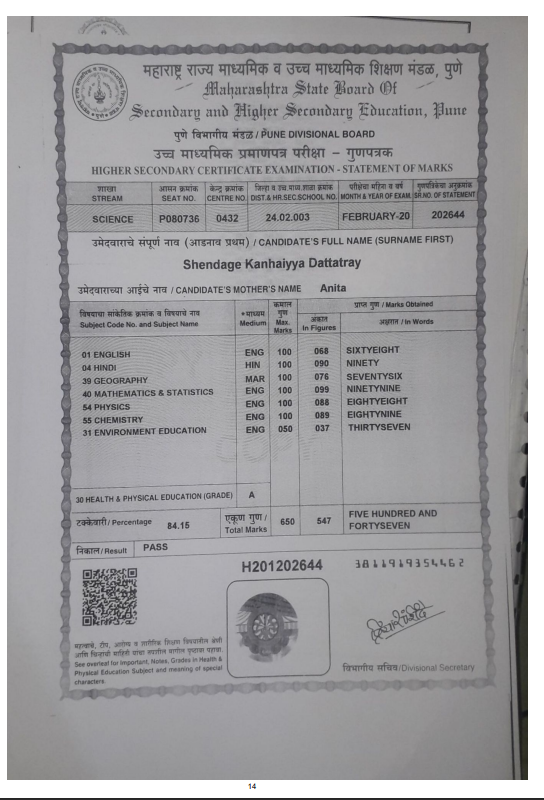 महाराष्ट्र राज्य माध्यमिक व उच्च माध्यमिक शिक्षण मंडळ, पुणे
Maharashtra State Board Of
Secondary and Higher Secondary Education, Pune
पुणे विभागीय मंडळ / PUNE DIVISIONAL BOARD
उच्च माध्यमिक प्रमाणपत्र परीक्षा – गुणपत्रक
HIGHER SECONDARY CERTIFICATE EXAMINATION - STATEMENT OF MARKS
शाखा आसन क्रमांक केन्द्र क्रमांक जिल्हा व उच्च.माध्य.शाळा क्रमांक परीक्षेचा महिना व वर्ष गुणपत्रिकेचा अनुक्रमांक
STREAM SEAT NO. CENTRE NO. DIST & HR.SEC.SCHOOL NO. MONTH & YEAR OF EXAM. SR.NO. OF STATEMENT
SCIENCE P080736 0432 24.02.003 FEBRUARY-20 202644
उमेदवाराचे संपूर्ण नाव (आडनाव प्रथम) / CANDIDATE'S FULL NAME (SURNAME FIRST)
Shendage Kanhaiyya Dattatray
उमेदवाराच्या आईचे नाव / CANDIDATE'S MOTHER'S NAME Anita
विषयाचा सांकेतिक क्रमांक व विषयाचे नाव
Subject Code No. and Subject Name
* माध्यम
Medium
कमाल
गुण
Max.
Marks
प्राप्त गुण / Marks Obtained
अंकात
In Figures
अक्षरात / In Words
01 ENGLISH ENG 100 068 SIXTYEIGHT
04 HINDI HIN 100 090 NINETY
39 GEOGRAPHY MAR 100 076 SEVENTYSIX
40 MATHEMATICS & STATISTICS ENG 100 099 NINETYNINE
54 PHYSICS ENG 100 088 EIGHTYEIGHT
55 CHEMISTRY ENG 100 089 EIGHTYNINE
31 ENVIRONMENT EDUCATION ENG 050 037 THIRTYSEVEN
COPY
30 HEALTH & PHYSICAL EDUCATION (GRADE) A
टक्केवारी / Percentage 84.15
एकूण गुण /
Total Marks 650 547
FIVE HUNDRED AND
FORTYSEVEN
निकाल / Result PASS
H201202644
3811919354462
महत्वाचे, टीप, आरोग्य व शारीरिक शिक्षण विषयातील श्रेणी
आणि चिन्हांची माहिती यांचा तपशील मागील पृष्ठावर पहावा.
See overleaf for Important, Notes, Grades in Health &
Physical Education Subject and meaning of special
characters.
विभागीय सचिव/Divisional Secretary
14